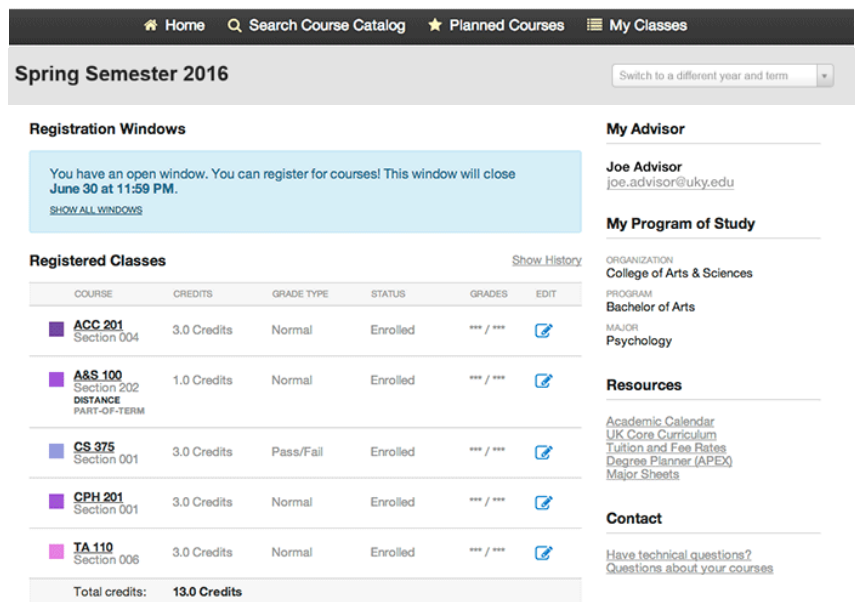 Home Search Course Catalog Planned Courses My Classes
Spring Semester 2016
Switch to a different year and term
Registration Windows
You have an open window. You can register for courses! This window will close
June 30 at 11:59 PM.
SHOW ALL WINDOWS
Registered Classes
Show History
COURSE CREDITS GRADE TYPE STATUS GRADES EDIT
ACC 201
Section 004
3.0 Credits Normal Enrolled *** / ***
A&S 100
Section 202
DISTANCE
PART-OF-TERM
1.0 Credits Normal Enrolled *** / ***
CS 375
Section 001
3.0 Credits Pass/Fail Enrolled *** / ***
CPH 201
Section 001
3.0 Credits Normal Enrolled *** / ***
TA 110
Section 006
3.0 Credits Normal Enrolled *** / ***
Total credits: 13.0 Credits
My Advisor
Joe Advisor
joe.advisor@uky.edu
My Program of Study
ORGANIZATION
College of Arts & Sciences
PROGRAM
Bachelor of Arts
MAJOR
Psychology
Resources
Academic Calendar
UK Core Curriculum
Tuition and Fee Rates
Degree Planner (APEX)
Major Sheets
Contact
Have technical questions?
Questions about your courses